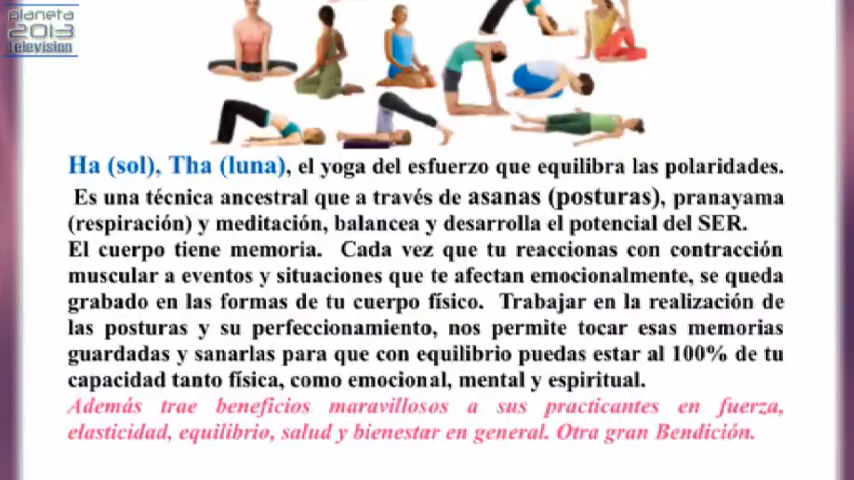 planeta
2013
television
Ha (sol), Tha (luna), el yoga del esfuerzo que equilibra las polaridades.
Es una técnica ancestral que a través de asanas (posturas), pranayama
(respiración) y meditación, balancea y desarrolla el potencial del SER.
El cuerpo tiene memoria. Cada vez que tu reaccionas con contracción
muscular a eventos y situaciones que te afectan emocionalmente, se queda
grabado en las formas de tu cuerpo físico. Trabajar en la realización de
las posturas y su perfeccionamiento, nos permite tocar esas memorias
guardadas y sanarlas para que con equilibrio puedas estar al 100% de tu
capacidad tanto física, como emocional, mental y espiritual.
Además trae beneficios maravillosos a sus practicantes en fuerza,
elasticidad, equilibrio, salud y bienestar en general. Otra gran Bendición.